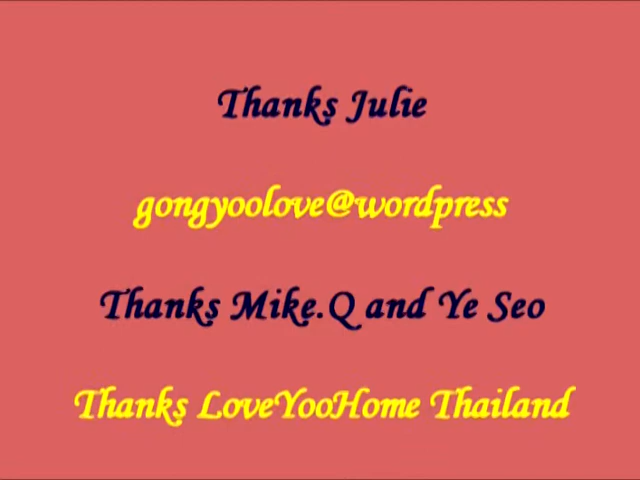 Thanks Julie
gongyoolove@wordpress
Thanks Mike.Q and Ye Seo
Thanks LoveYooHome Thailand